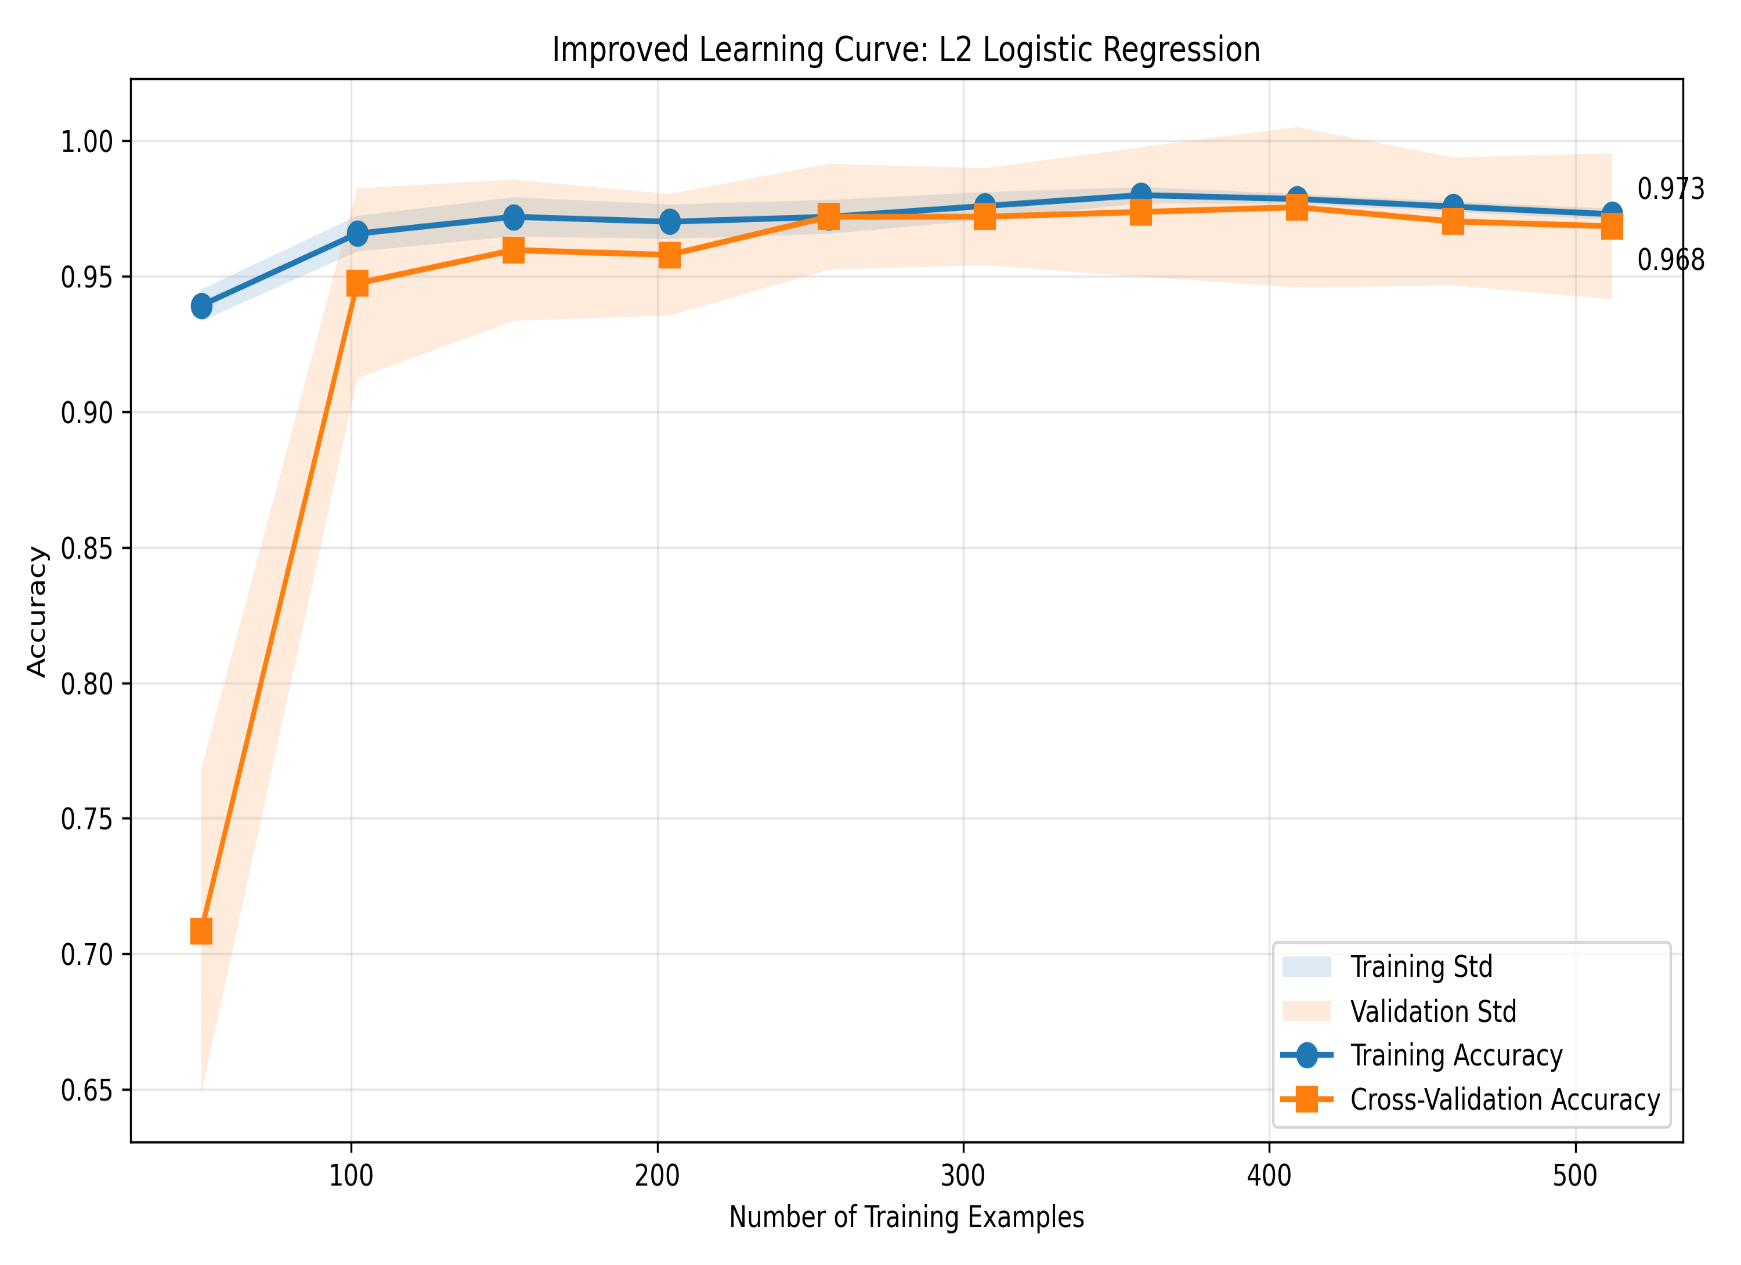 Improved Learning Curve: L2 Logistic Regression
1.00
0.95
0.90
0.85
0.80
0.75
0.70
0.65
Accuracy
0.973
0.968
Training Std
Validation Std
Training Accuracy
Cross-Validation Accuracy
100
200
300
400
500
Number of Training Examples